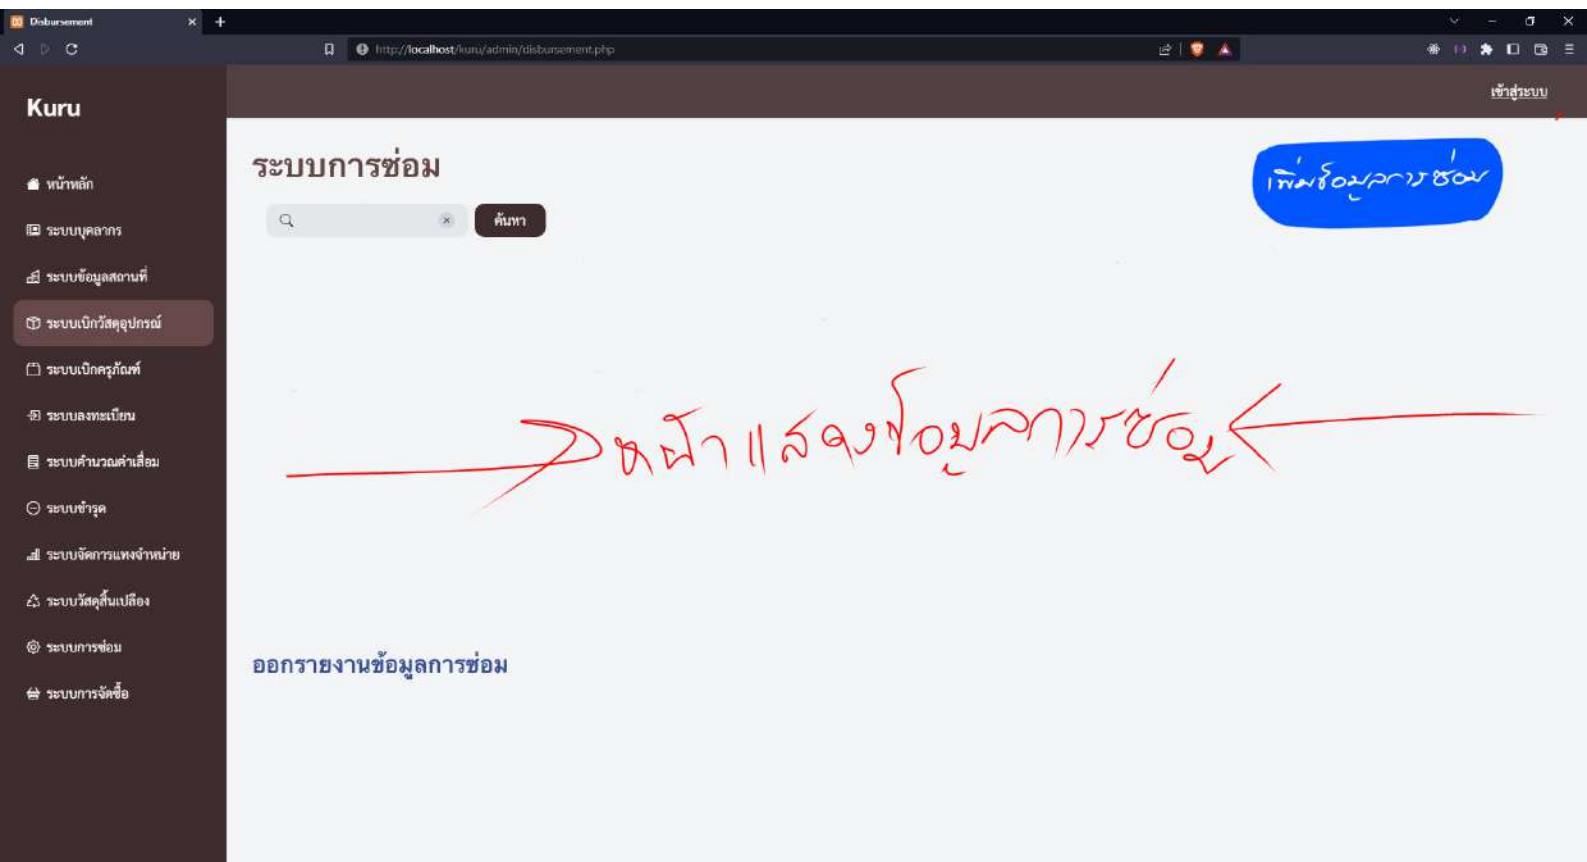 Disbursement
http://localhost/kuru/admin/disbursement.php
Kuru
เข้าสู่ระบบ
หน้าหลัก
ระบบบุคลากร
ระบบข้อมูลสถานที่
ระบบเบิกวัสดุอุปกรณ์
ระบบเบิกครุภัณฑ์
ระบบลงทะเบียน
ระบบคำนวณค่าเสื่อม
ระบบชำรุด
ระบบจัดการแทงจำหน่าย
ระบบวัสดุสิ้นเปลือง
ระบบการซ่อม
ระบบการจัดซื้อ
ระบบการซ่อม
เพิ่มข้อมูลการซ่อม
ค้นหา
หน้าแสดงข้อมูลการซ่อม
ออกรายงานข้อมูลการซ่อม